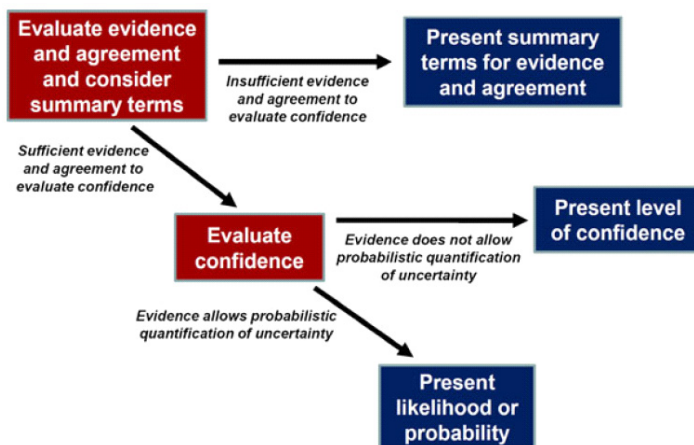 Evaluate evidence
and agreement
and consider
summary terms
Insufficient evidence
and agreement to
evaluate confidence
Present summary
terms for evidence
and agreement
Sufficient evidence
and agreement to
evaluate confidence
Evaluate
confidence
Evidence does not allow
probabilistic quantification
of uncertainty
Present level
of confidence
Evidence allows probabilistic
quantification of uncertainty
Present
likelihood or
probability